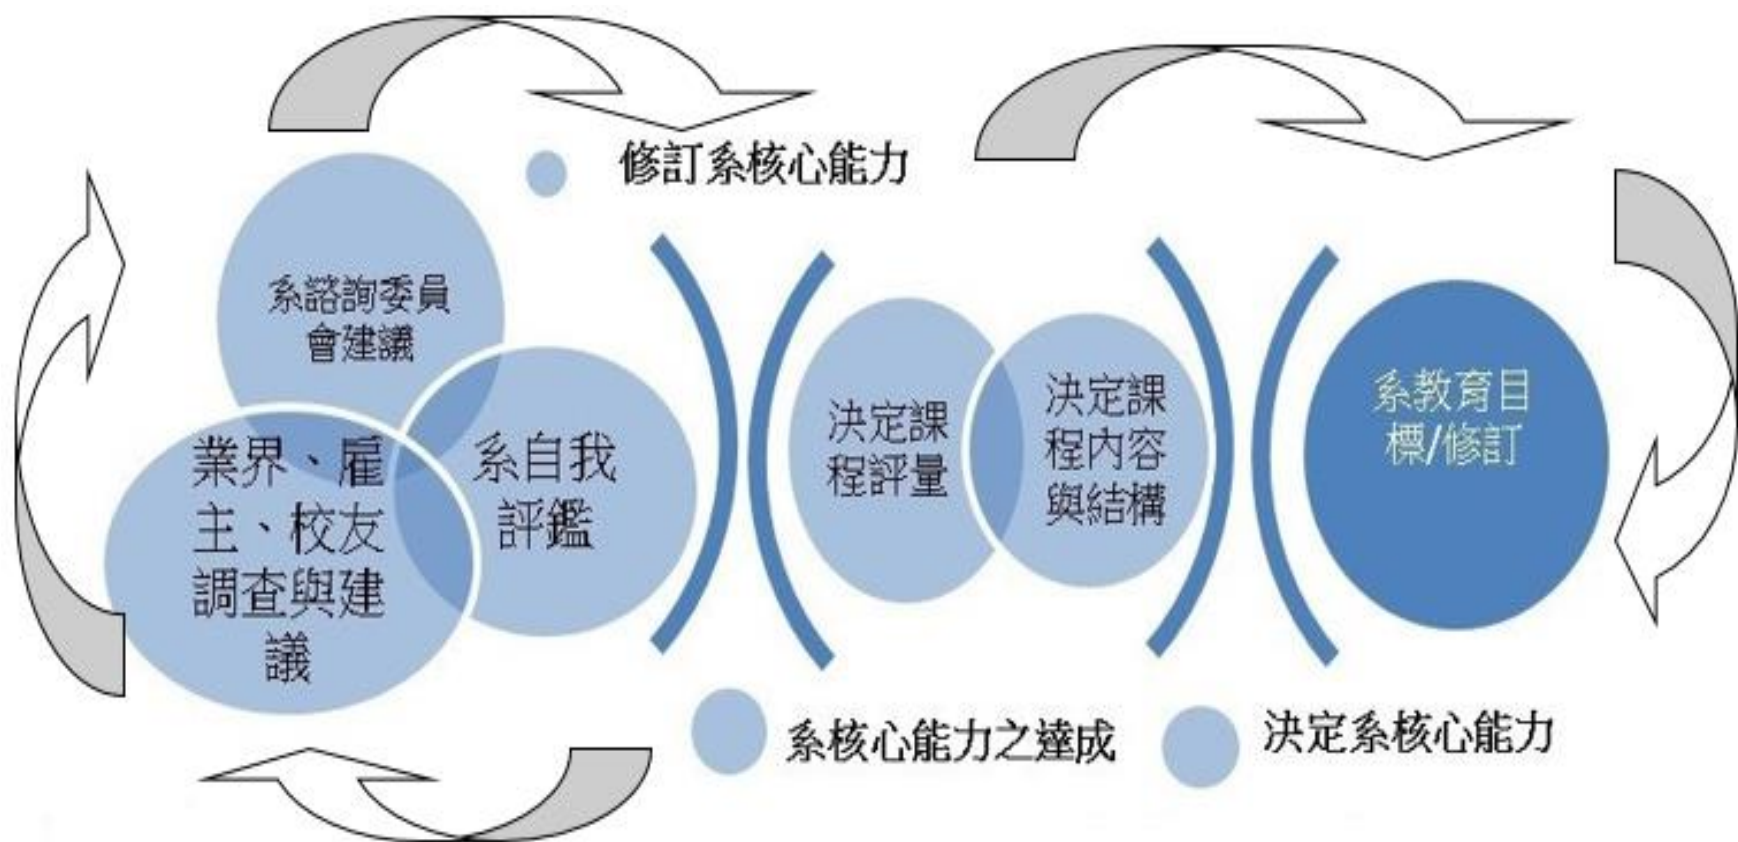 修訂系核心能力
系諮詢委員
會建議
業界、雇
主、校友
調查與建
議
系自我
評鑑
決定課
程評量
決定課
程內容
與結構
系教育目
標/修訂
系核心能力之達成
決定系核心能力